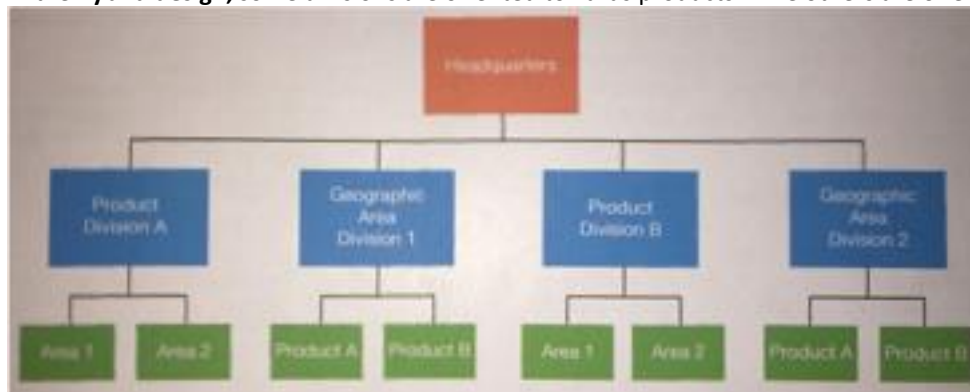 Headquarters
Product
Division A
Geographic
Area
Division 1
Product
Division B
Geographic
Area
Division 2
Area 1
Area 2
Product A
Product B
Area 1
Area 2
Product A
Product B